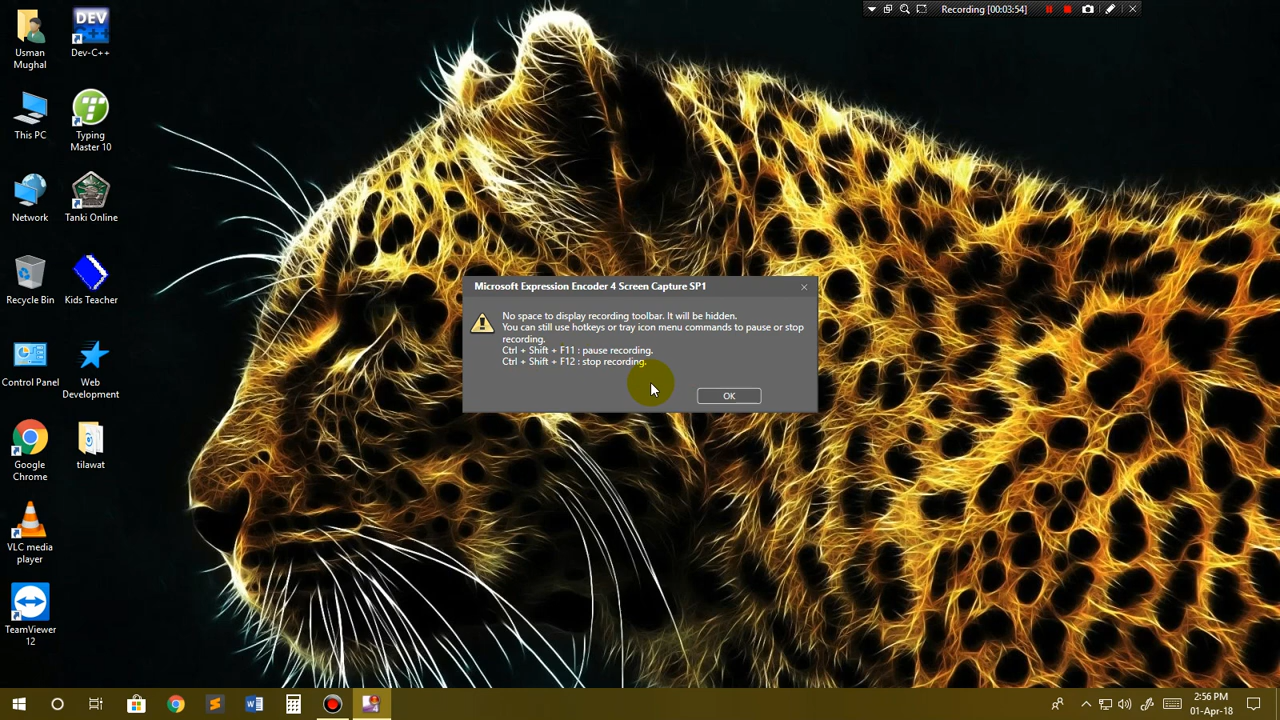 Recording [00:03:54]
Usman
Mughal
DEV
Dev-C++
This PC
Typing
Master 10
Network
Tanki Online
Recycle Bin
Kids Teacher
Control Panel
Web
Development
Google
Chrome
tilawat
VLC media
player
TeamViewer
12
Microsoft Expression Encoder 4 Screen Capture SP1
No space to display recording toolbar. It will be hidden.
You can still use hotkeys or tray icon menu commands to pause or stop
recording.
Ctrl + Shift + F11 : pause recording.
Ctrl + Shift + F12 : stop recording.
OK
2:56 PM
01-Apr-18